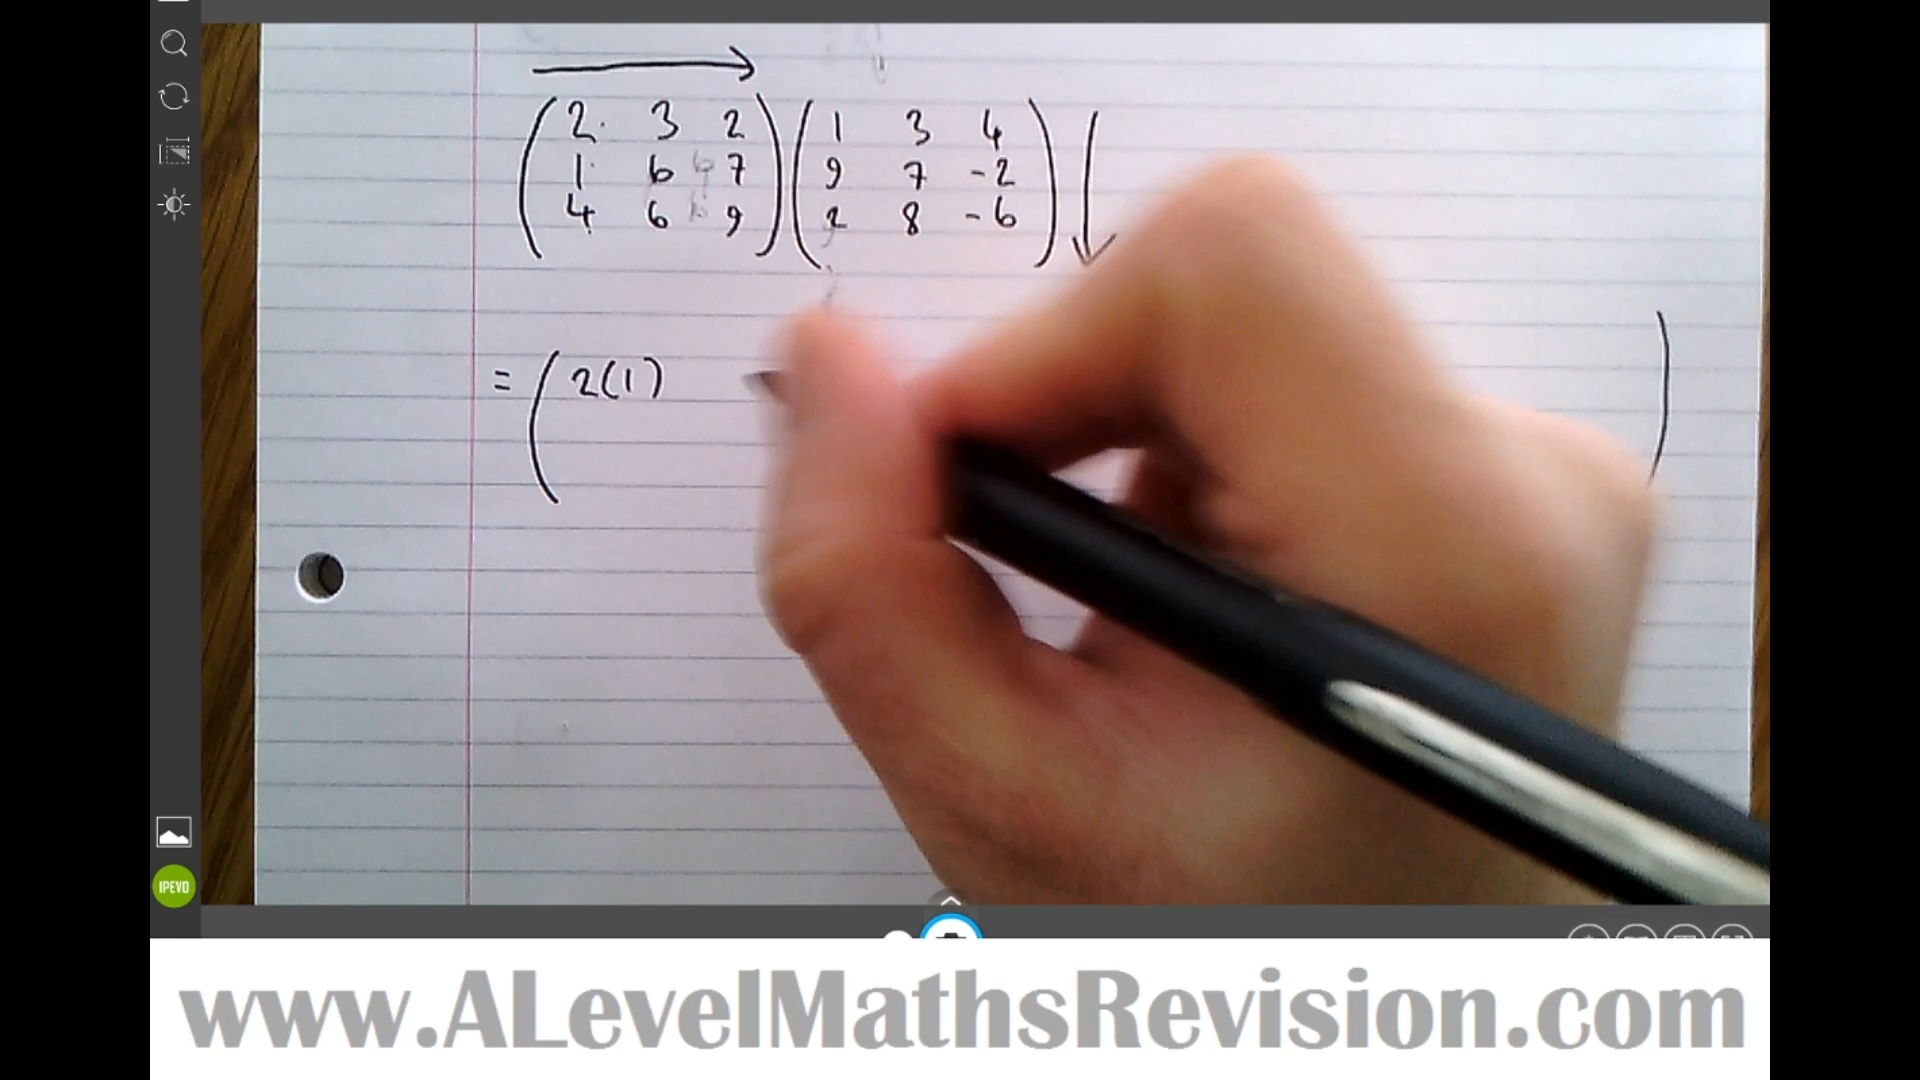 ( 2 3 2 ) ( 1 3 4 )
( 1 6 7 ) ( 9 7 -2 )
( 4 6 9 ) ( 2 8 -6 )
= ( 2(1) )
IPEVO
www.ALevelMathsRevision.com